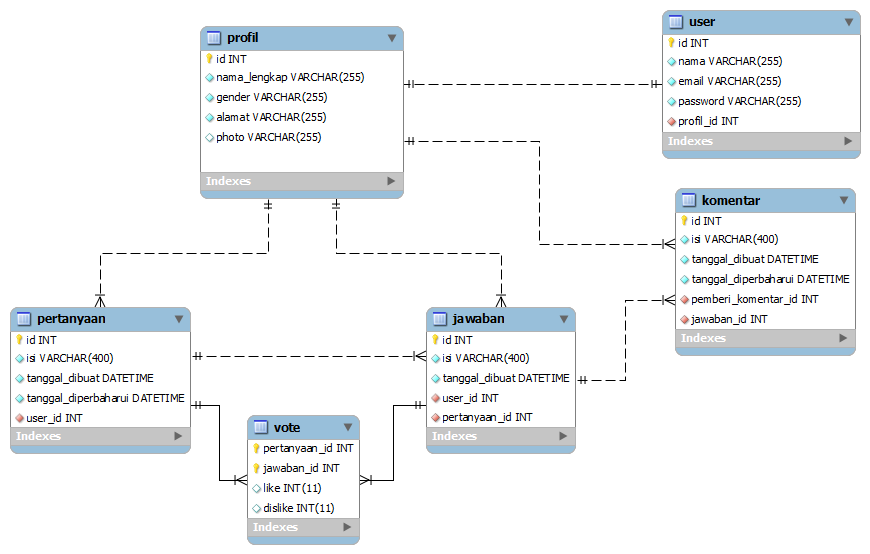 profil
id INT
nama_lengkap VARCHAR(255)
gender VARCHAR(255)
alamat VARCHAR(255)
photo VARCHAR(255)
Indexes
user
id INT
nama VARCHAR(255)
email VARCHAR(255)
password VARCHAR(255)
profil_id INT
Indexes
komentar
id INT
isi VARCHAR(400)
tanggal_dibuat DATETIME
tanggal_diperbaharui DATETIME
pemberi_komentar_id INT
jawaban_id INT
Indexes
pertanyaan
id INT
isi VARCHAR(400)
tanggal_dibuat DATETIME
tanggal_diperbaharui DATETIME
user_id INT
Indexes
jawaban
id INT
isi VARCHAR(400)
tanggal_dibuat DATETIME
user_id INT
pertanyaan_id INT
Indexes
vote
pertanyaan_id INT
jawaban_id INT
like INT(11)
dislike INT(11)
Indexes